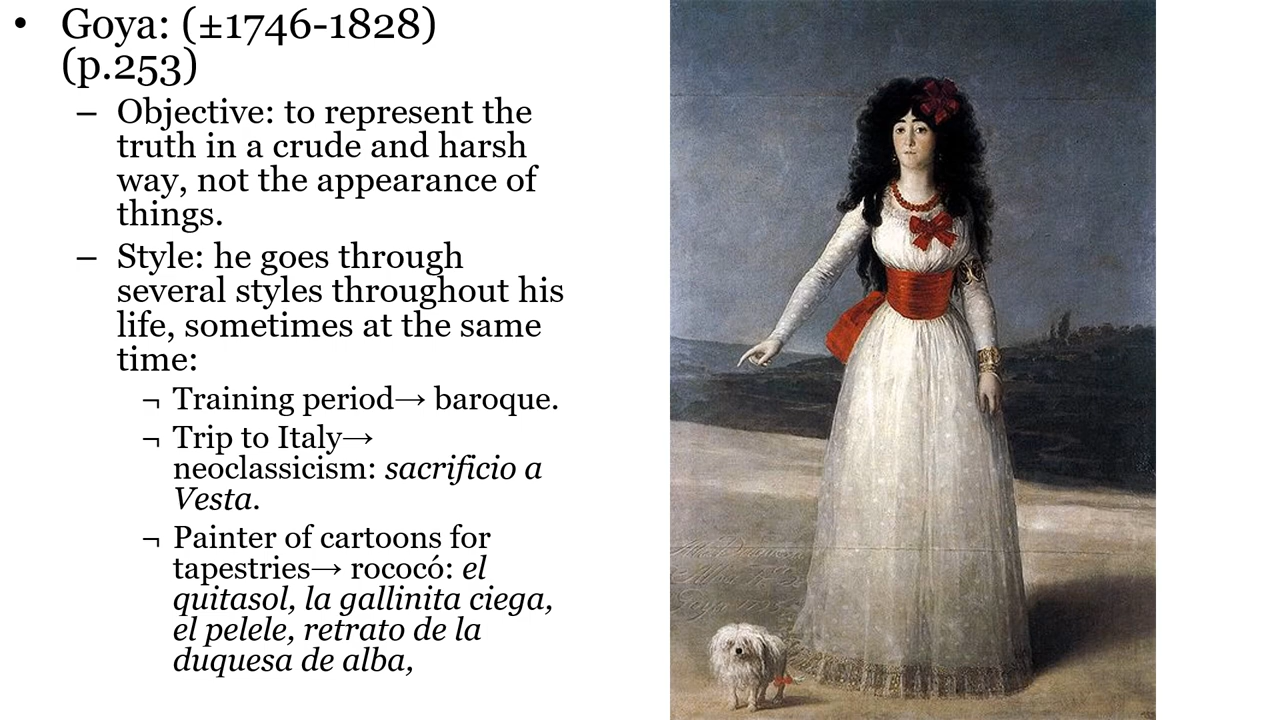 • Goya: (±1746-1828)
(p.253)
– Objective: to represent the
truth in a crude and harsh
way, not the appearance of
things.
– Style: he goes through
several styles throughout his
life, sometimes at the same
time:
¬ Training period→ baroque.
¬ Trip to Italy→
neoclassicism: sacrificio a
Vesta.
¬ Painter of cartoons for
tapestries→ rococó: el
quitasol, la gallinita ciega,
el pelele, retrato de la
duquesa de alba,